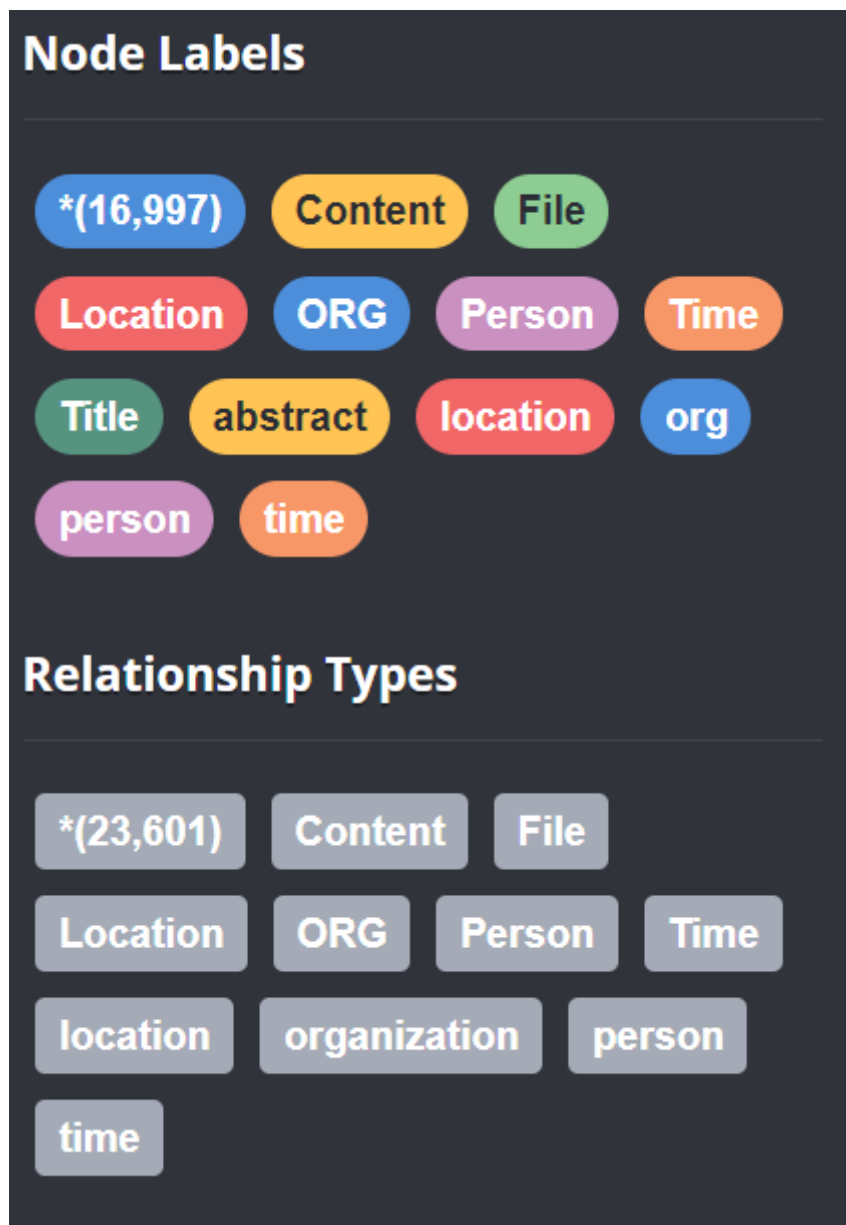 Node Labels
*(16,997) Content File
Location ORG Person Time
Title abstract location org
person time
Relationship Types
*(23,601) Content File
Location ORG Person Time
location organization person
time